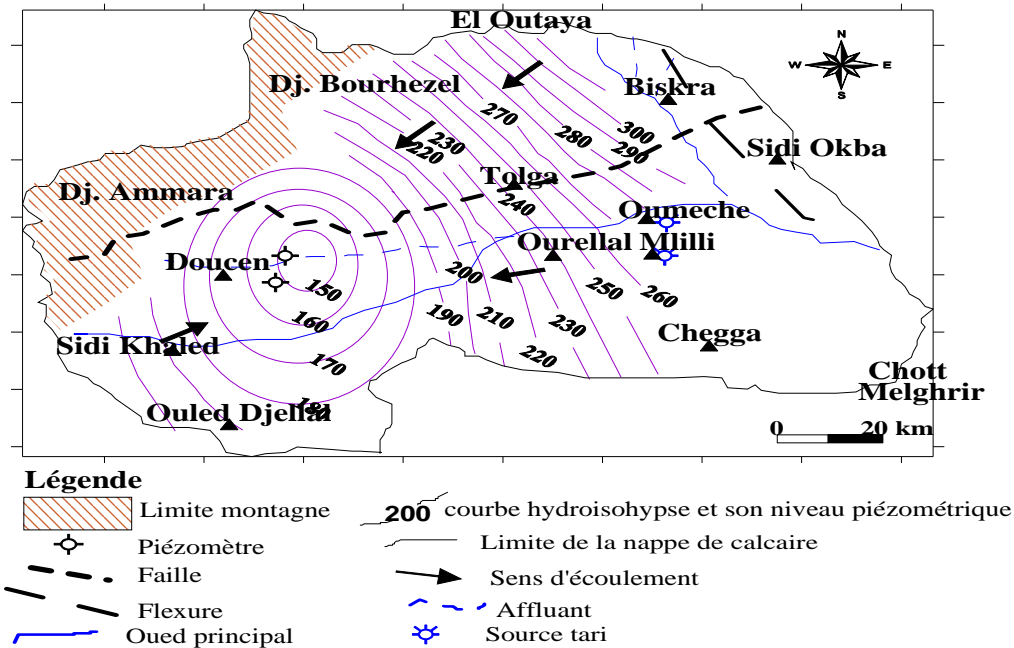 El Outaya
N
W E
S
Dj. Bourhezel
Biskra
270
300
280
230
290
220
Sidi Okba
Tolga
Dj. Ammara
240
Oumeche
Ourellal Mlilli
Doucen
200
150
250
260
190
210
160
230
Sidi Khaled
Chegga
220
170
Chott
Melghrir
180
Ouled Djellal
0 20 km
Légende
Limite montagne
200 courbe hydroisohypse et son niveau piézométrique
Piézomètre
Limite de la nappe de calcaire
Faille
Sens d'écoulement
Flexure
Affluant
Oued principal
Source tari